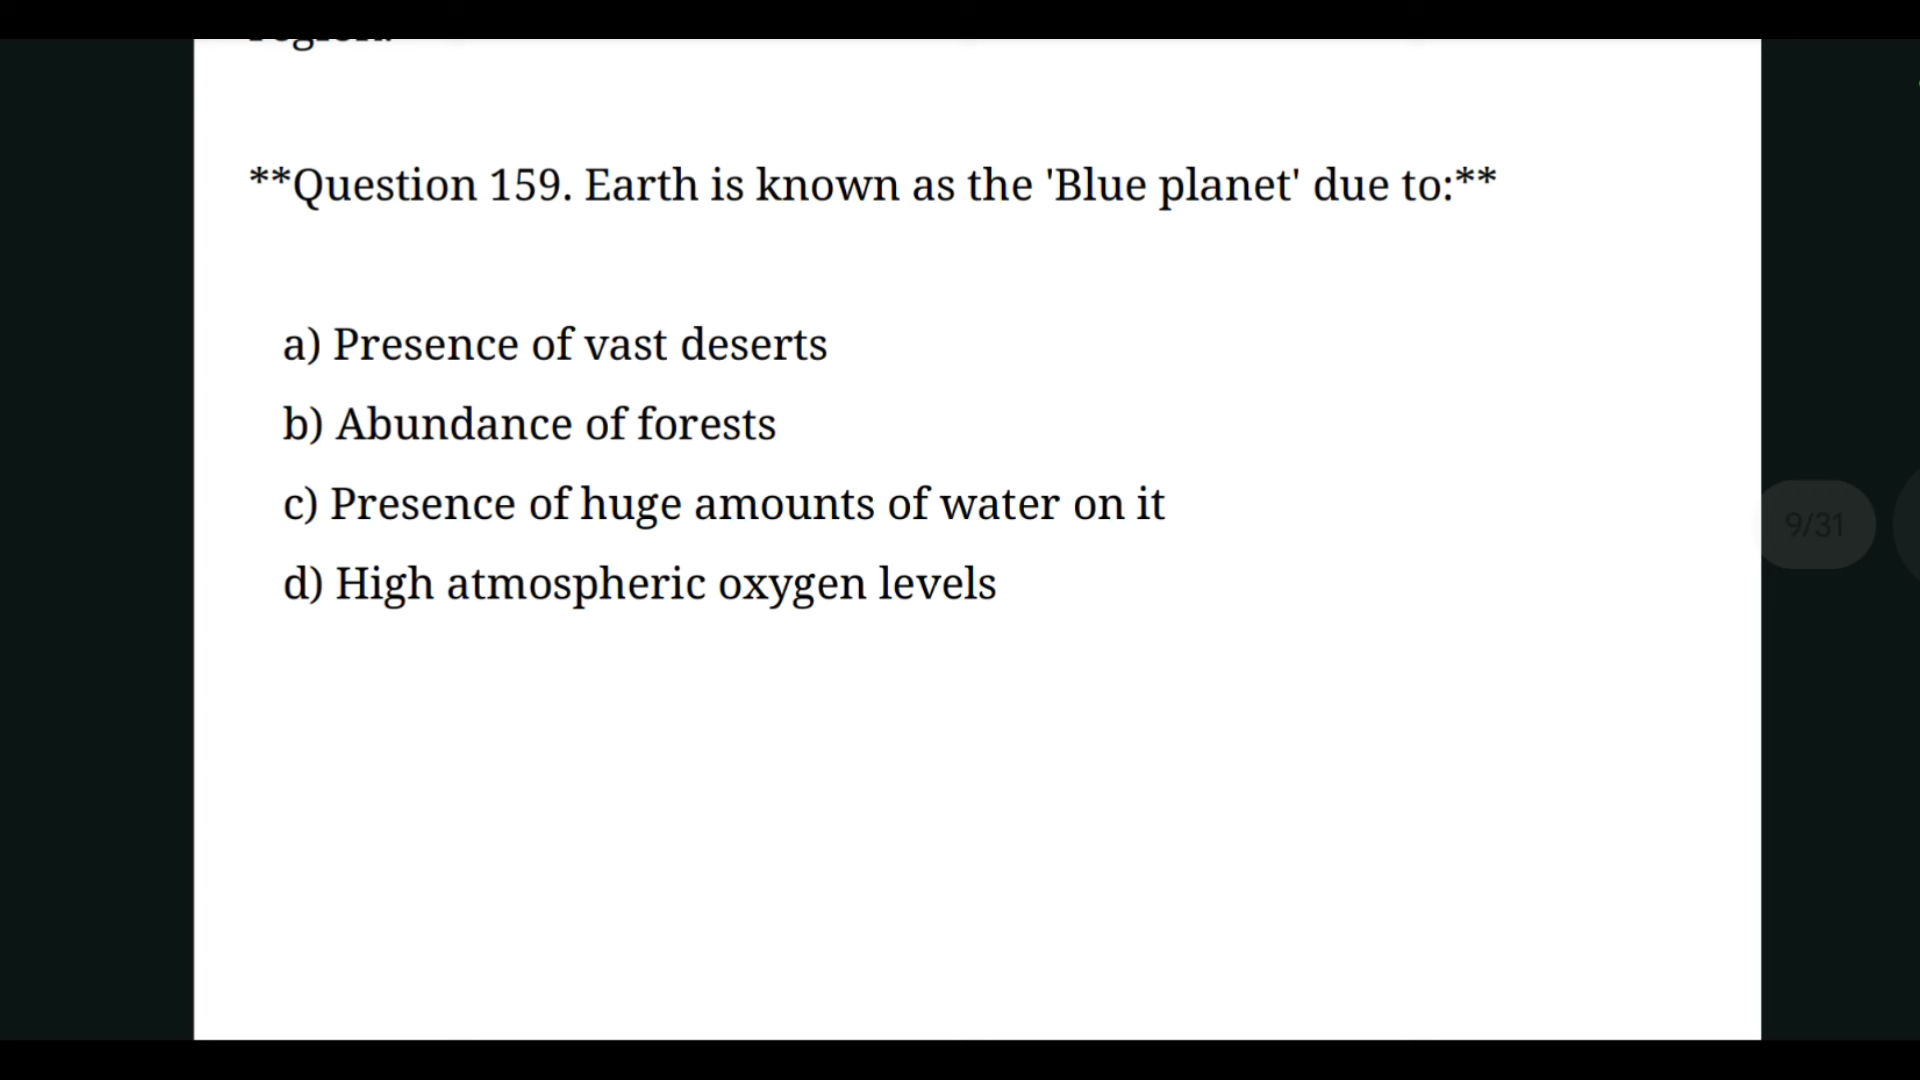 **Question 159. Earth is known as the 'Blue planet' due to:**
a) Presence of vast deserts
b) Abundance of forests
c) Presence of huge amounts of water on it
d) High atmospheric oxygen levels
9/31